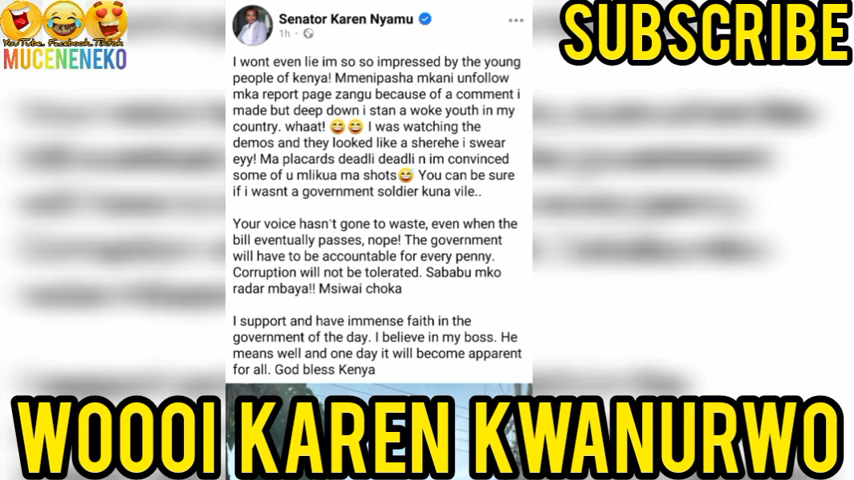 YouTube. Facebook.Tiktok
MUCENENEKO
SUBSCRIBE
Senator Karen Nyamu
1h
I wont even lie im so so impressed by the young
people of kenya! Mmenipasha mkani unfollow
mka report page zangu because of a comment i
made but deep down i stan a woke youth in my
country. whaat! 😅😅 I was watching the
demos and they looked like a sherehe i swear
eyy! Ma placards deadli deadli n im convinced
some of u mlikua ma shots😅 You can be sure
if i wasnt a government soldier kuna vile..
Your voice hasn`t gone to waste, even when the
bill eventually passes, nope! The government
will have to be accountable for every penny.
Corruption will not be tolerated. Sababu mko
radar mbaya!! Msiwai choka
I support and have immense faith in the
government of the day. I believe in my boss. He
means well and one day it will become apparent
for all. God bless Kenya
WOOOI KAREN KWANURWO